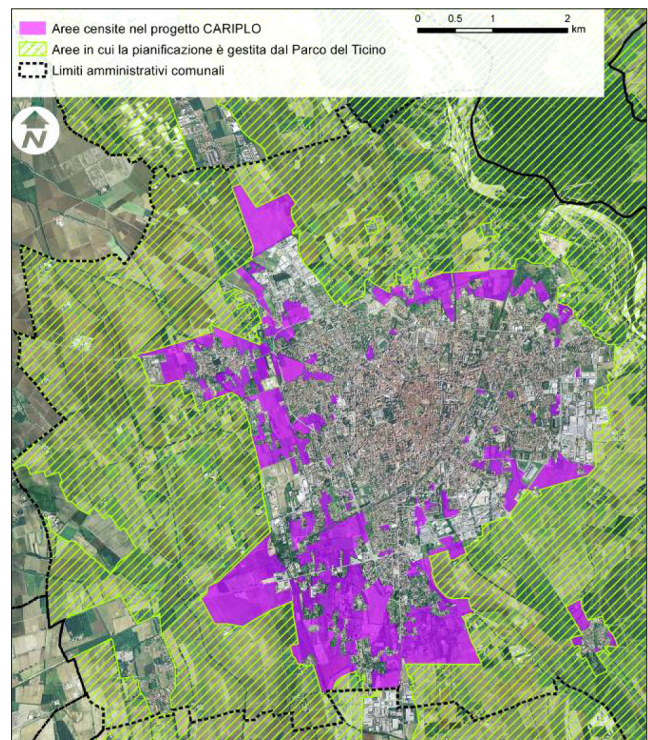 Aree censite nel progetto CARIPLO
Aree in cui la pianificazione è gestita dal Parco del Ticino
Limiti amministrativi comunali
0 0.5 1 2
km
N